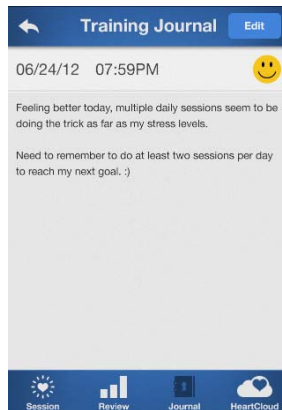 Training Journal Edit
06/24/12 07:59PM
Feeling better today, multiple daily sessions seem to be
doing the trick as far as my stress levels.
Need to remember to do at least two sessions per day
to reach my next goal. :)
Session Review Journal HeartCloud